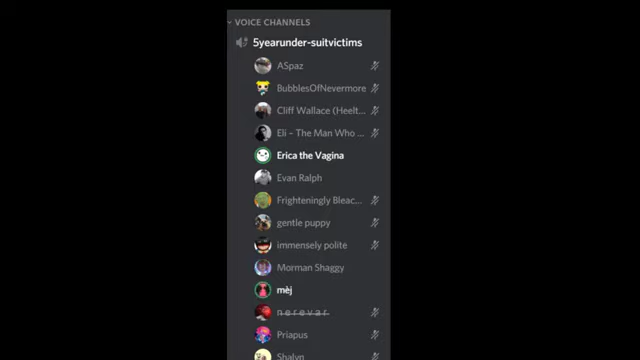 VOICE CHANNELS
5yearunder-suitvictims
ASpaz
BubblesOfNevermore
Cliff Wallace (Heelt...
Eli – The Man Who ...
Erica the Vagina
Evan Ralph
Frighteningly Bleac...
gentle puppy
immensely polite
Morman Shaggy
mèj
n e r e v a r
Priapus
Shalyn